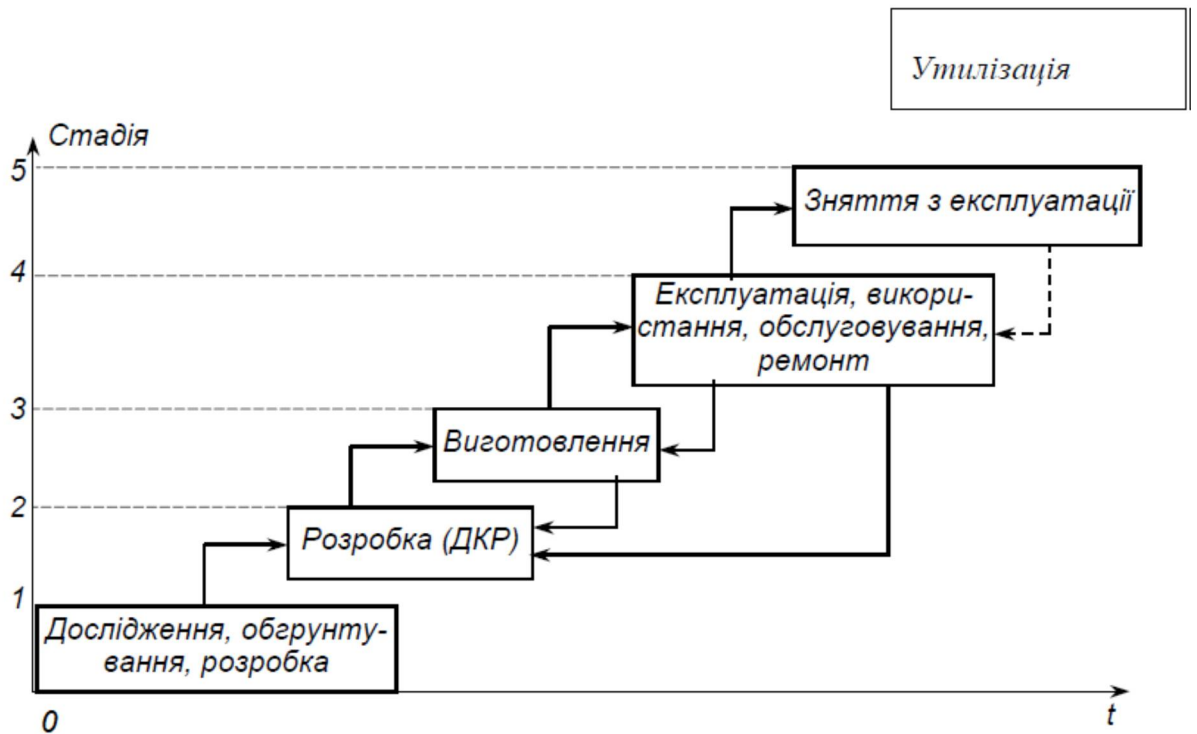 Утилізація
Стадія
5
Зняття з експлуатації
4
Експлуатація, викори-
стання, обслуговування,
ремонт
3
Виготовлення
2
Розробка (ДКР)
1
Дослідження, обгрунту-
вання, розробка
0
t